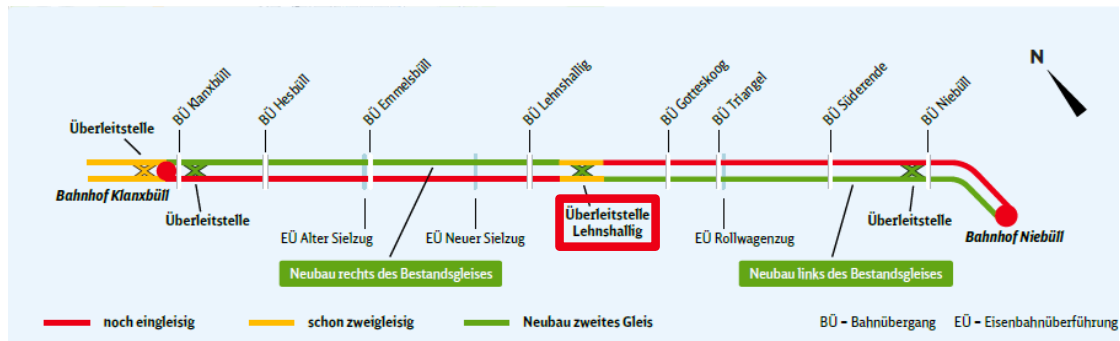 BÜ Klanxbüll
BÜ Hesbüll
BÜ Emmelsbüll
BÜ Lehnshallig
BÜ Gotteskoog
BÜ Triangel
BÜ Süderende
BÜ Niebüll
N
Überleitstelle
Bahnhof Klanxbüll
Überleitstelle
EÜ Alter Sielzug
EÜ Neuer Sielzug
Überleitstelle
Lehnshallig
EÜ Rollwagenzug
Überleitstelle
Bahnhof Niebüll
Neubau rechts des Bestandsgleises
Neubau links des Bestandsgleises
noch eingleisig
schon zweigleisig
Neubau zweites Gleis
BÜ – Bahnübergang
EÜ – Eisenbahnüberführung